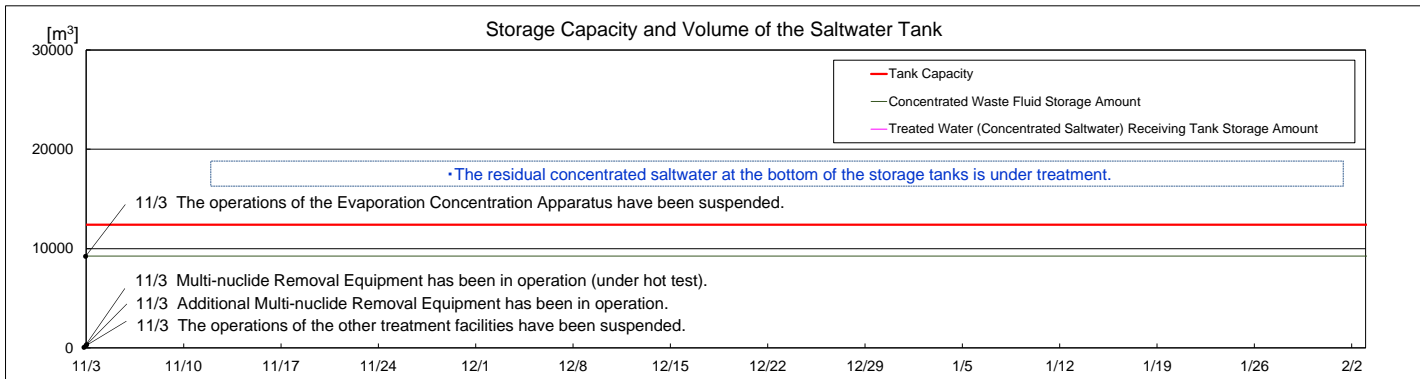 Storage Capacity and Volume of the Saltwater Tank
[m³]
30000
Tank Capacity
Concentrated Waste Fluid Storage Amount
Treated Water (Concentrated Saltwater) Receiving Tank Storage Amount
20000
・The residual concentrated saltwater at the bottom of the storage tanks is under treatment.
11/3 The operations of the Evaporation Concentration Apparatus have been suspended.
10000
11/3 Multi-nuclide Removal Equipment has been in operation (under hot test).
11/3 Additional Multi-nuclide Removal Equipment has been in operation.
11/3 The operations of the other treatment facilities have been suspended.
0
11/3 11/10 11/17 11/24 12/1 12/8 12/15 12/22 12/29 1/5 1/12 1/19 1/26 2/2